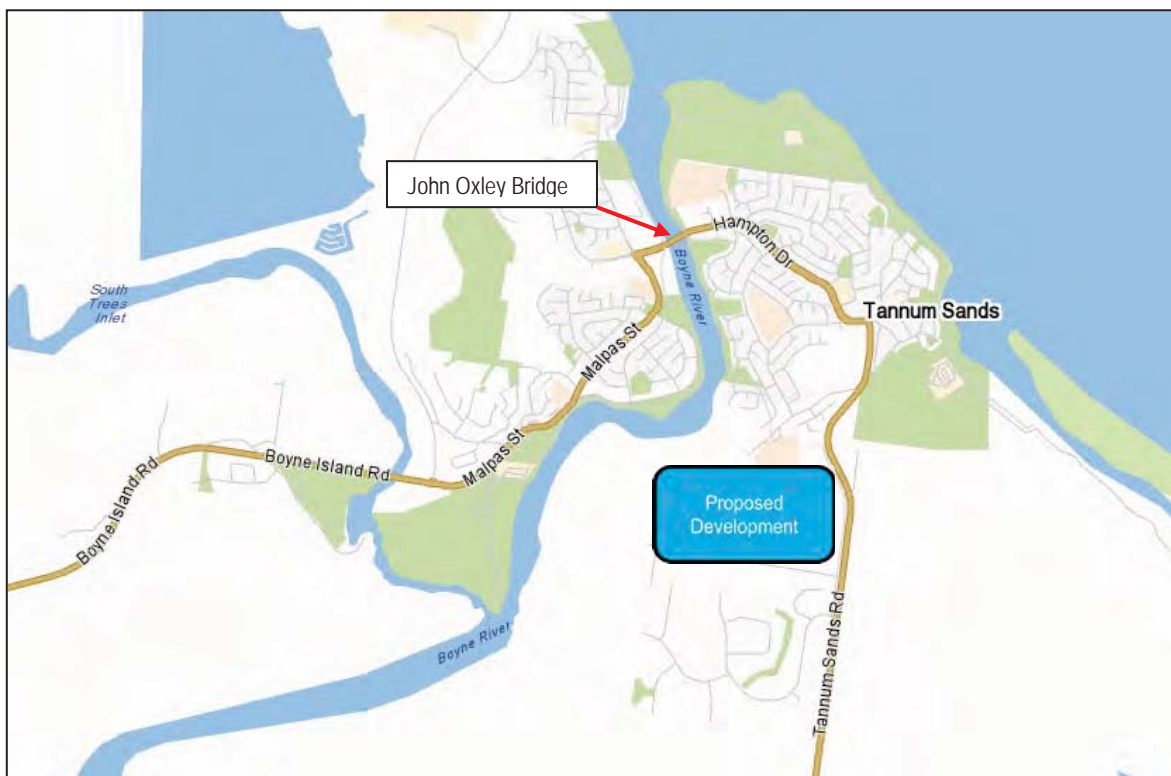 John Oxley Bridge
Hampton Dr
Boyne River
South
Trees
Inlet
Tannum Sands
Malpas St
Boyne Island Rd
Malpas St
Boyne Island Rd
Proposed
Development
Boyne River
Tannum Sands Rd